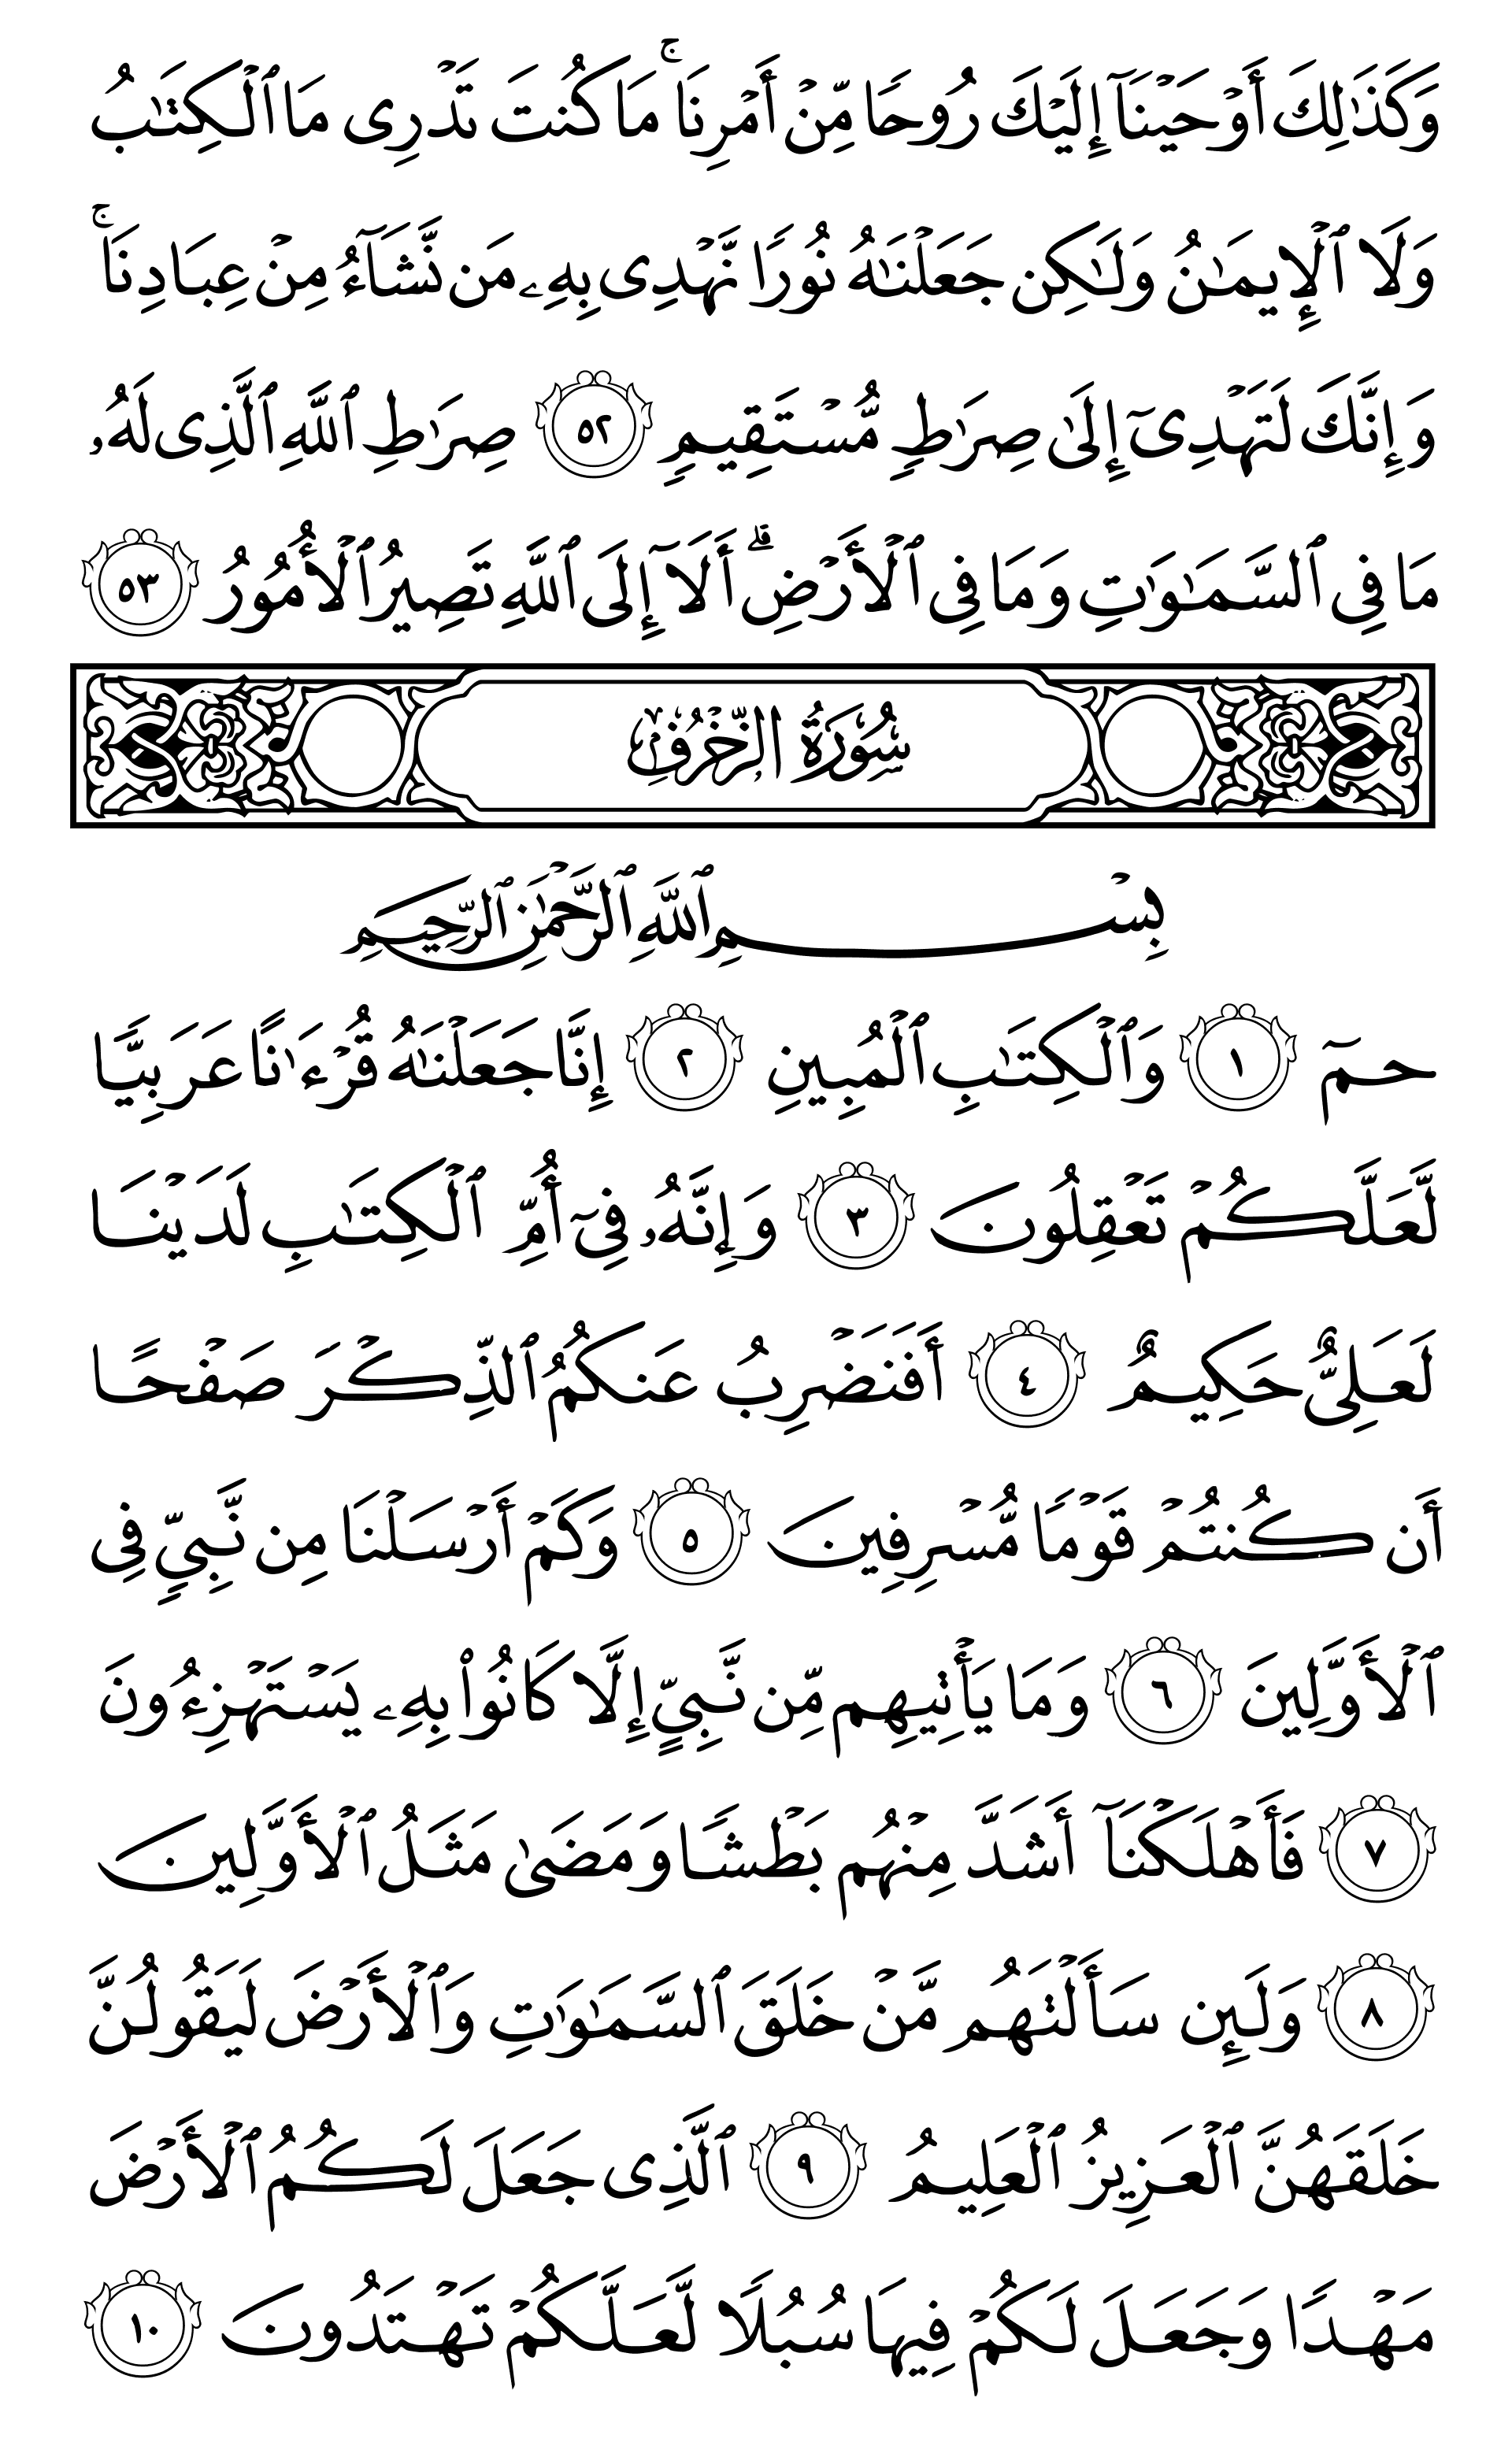 وَكَذَٰلِكَ أَوْحَيْنَآ إِلَيْكَ رُوحًا مِّنْ أَمْرِنَا ۚ مَا كُنتَ تَدْرِى مَا ٱلْكِتَـٰبُ
وَلَا ٱلْإِيمَـٰنُ وَلَـٰكِن جَعَلْنَـٰهُ نُورًا نَّهْدِى بِهِۦ مَن نَّشَآءُ مِنْ عِبَادِنَا ۚ
وَإِنَّكَ لَتَهْدِىٓ إِلَىٰ صِرَٰطٍ مُّسْتَقِيمٍ ٥٢ صِرَٰطِ ٱللَّهِ ٱلَّذِى لَهُۥ
مَا فِى ٱلسَّمَـٰوَٰتِ وَمَا فِى ٱلْأَرْضِ ۗ أَلَآ إِلَى ٱللَّهِ تَصِيرُ ٱلْأُمُورُ ٥٣
سُورَةُ الزُّخْرُفِ
بِسْمِ ٱللَّهِ ٱلرَّحْمَـٰنِ ٱلرَّحِيمِ
حمٓ ١ وَٱلْكِتَـٰبِ ٱلْمُبِينِ ٢ إِنَّا جَعَلْنَـٰهُ قُرْءَٰنًا عَرَبِيًّا
لَّعَلَّكُمْ تَعْقِلُونَ ٣ وَإِنَّهُۥ فِىٓ أُمِّ ٱلْكِتَـٰبِ لَدَيْنَا
لَعَلِىٌّ حَكِيمٌ ٤ أَفَنَضْرِبُ عَنكُمُ ٱلذِّكْرَ صَفْحًا
أَن كُنتُمْ قَوْمًا مُّسْرِفِينَ ٥ وَكَمْ أَرْسَلْنَا مِن نَّبِىٍّ فِى
ٱلْأَوَّلِينَ ٦ وَمَا يَأْتِيهِم مِّن نَّبِىٍّ إِلَّا كَانُوا۟ بِهِۦ يَسْتَهْزِءُونَ
٧ فَأَهْلَكْنَآ أَشَدَّ مِنْهُم بَطْشًا وَمَضَىٰ مَثَلُ ٱلْأَوَّلِينَ
٨ وَلَئِن سَأَلْتَهُم مَّنْ خَلَقَ ٱلسَّمَـٰوَٰتِ وَٱلْأَرْضَ لَيَقُولُنَّ
خَلَقَهُنَّ ٱلْعَزِيزُ ٱلْعَلِيمُ ٩ ٱلَّذِى جَعَلَ لَكُمُ ٱلْأَرْضَ
مَهْدًا وَجَعَلَ لَكُمْ فِيهَا سُبُلًا لَّعَلَّكُمْ تَهْتَدُونَ ١٠